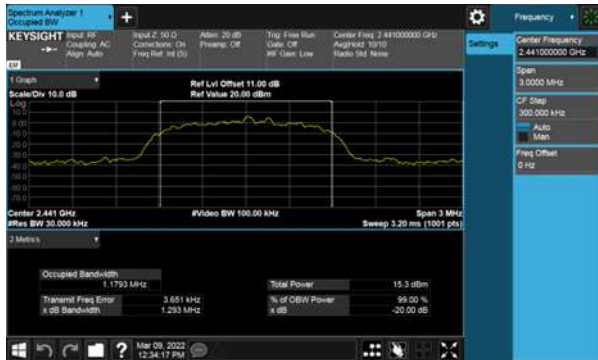 Spectrum Analyzer 1
Occupied BW
KEYSIGHT
Input: RF
Coupling: AC
Align: Auto
Input Z: 50 Ω
Corrections: On
Freq Ref: Int (S)
Atten: 20 dB
Preamp: Off
Trig: Free Run
Gate: Off
#IF Gain: Low
Center Freq: 2.441000000 GHz
Avg|Hold: 10/10
Radio Std: None
1 Graph
Scale/Div 10.0 dB
Ref Lvl Offset 11.00 dB
Ref Value 20.00 dBm
Log
10.0
0.00
Center 2.441 GHz
#Res BW 30.000 kHz
#Video BW 100.00 kHz
Span 3 MHz
Sweep 3.20 ms (1001 pts)
2 Metrics
Occupied Bandwidth
1.1793 MHz
Total Power
15.3 dBm
Transmit Freq Error
3.651 kHz
% of OBW Power
99.00 %
x dB Bandwidth
1.293 MHz
x dB
-20.00 dB
Mar 09, 2022
12:34:17 PM
Frequency
Settings
Center Frequency
2.441000000 GHz
Span
3.0000 MHz
CF Step
300.000 kHz
Auto
Man
Freq Offset
0 Hz